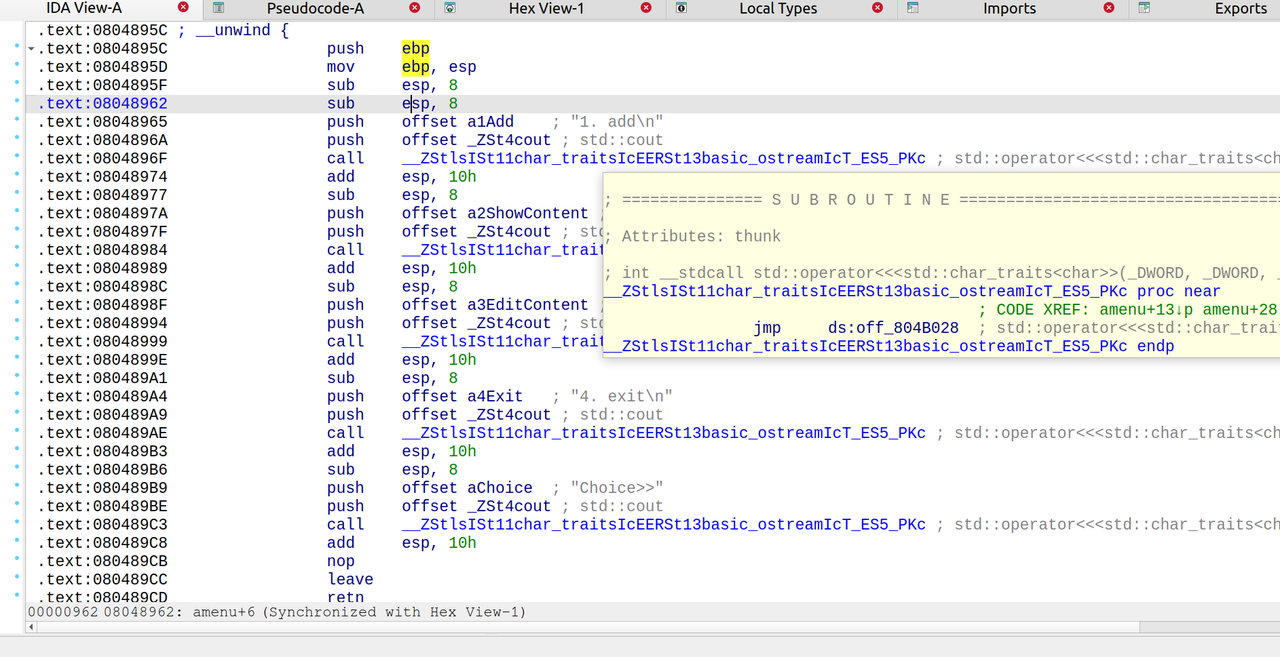 IDA View-A Pseudocode-A Hex View-1 Local Types Imports Exports
.text:0804895C ; __unwind {
.text:0804895C push ebp
.text:0804895D mov ebp, esp
.text:0804895F sub esp, 8
.text:08048962 sub esp, 8
.text:08048965 push offset a1Add ; "1. add\n"
.text:0804896A push offset _ZSt4cout ; std::cout
.text:0804896F call __ZStlsISt11char_traitsIcEERSt13basic_ostreamIcT_ES5_PKc ; std::operator<<<std::char_traits<ch
.text:08048974 add esp, 10h
.text:08048977 sub esp, 8
.text:0804897A push offset a2ShowContent ;
.text:0804897F push offset _ZSt4cout ; std
.text:08048984 call __ZStlsISt11char_trait
.text:08048989 add esp, 10h
.text:0804898C sub esp, 8
.text:0804898F push offset a3EditContent ;
.text:08048994 push offset _ZSt4cout ; std
.text:08048999 call __ZStlsISt11char_trait
.text:0804899E add esp, 10h
.text:080489A1 sub esp, 8
.text:080489A4 push offset a4Exit ; "4. exit\n"
.text:080489A9 push offset _ZSt4cout ; std::cout
.text:080489AE call __ZStlsISt11char_traitsIcEERSt13basic_ostreamIcT_ES5_PKc ; std::operator<<<std::char_traits<ch
.text:080489B3 add esp, 10h
.text:080489B6 sub esp, 8
.text:080489B9 push offset aChoice ; "Choice>>"
.text:080489BE push offset _ZSt4cout ; std::cout
.text:080489C3 call __ZStlsISt11char_traitsIcEERSt13basic_ostreamIcT_ES5_PKc ; std::operator<<<std::char_traits<ch
.text:080489C8 add esp, 10h
.text:080489CB nop
.text:080489CC leave
.text:080489CD retn
; =============== S U B R O U T I N E ==================================
; Attributes: thunk
; int __stdcall std::operator<<<std::char_traits<char>>(_DWORD, _DWORD, _
__ZStlsISt11char_traitsIcEERSt13basic_ostreamIcT_ES5_PKc proc near
; CODE XREF: amenu+13↓p amenu+28
jmp ds:off_804B028 ; std::operator<<<std::char_trait
__ZStlsISt11char_traitsIcEERSt13basic_ostreamIcT_ES5_PKc endp
00000962 08048962: amenu+6 (Synchronized with Hex View-1)